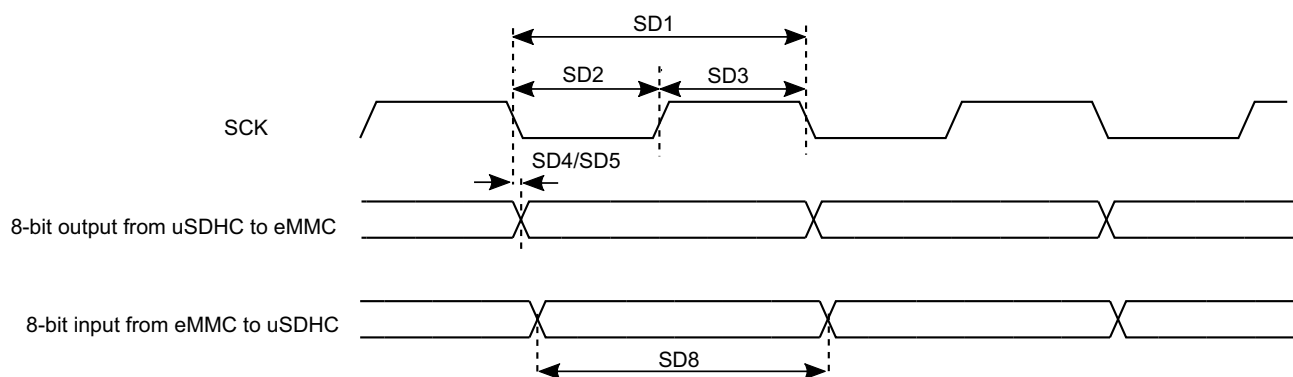 SD1
SD2
SD3
SCK
SD4/SD5
8-bit output from uSDHC to eMMC
8-bit input from eMMC to uSDHC
SD8